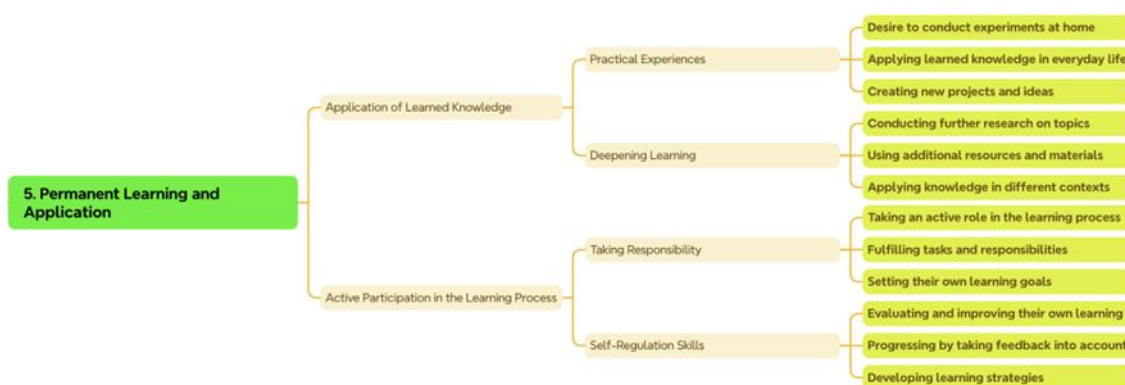 5. Permanent Learning and
Application
Application of Learned Knowledge
Practical Experiences
Desire to conduct experiments at home
Applying learned knowledge in everyday life
Creating new projects and ideas
Deepening Learning
Conducting further research on topics
Using additional resources and materials
Applying knowledge in different contexts
Active Participation in the Learning Process
Taking Responsibility
Taking an active role in the learning process
Fulfilling tasks and responsibilities
Setting their own learning goals
Self-Regulation Skills
Evaluating and improving their own learning
Progressing by taking feedback into account
Developing learning strategies